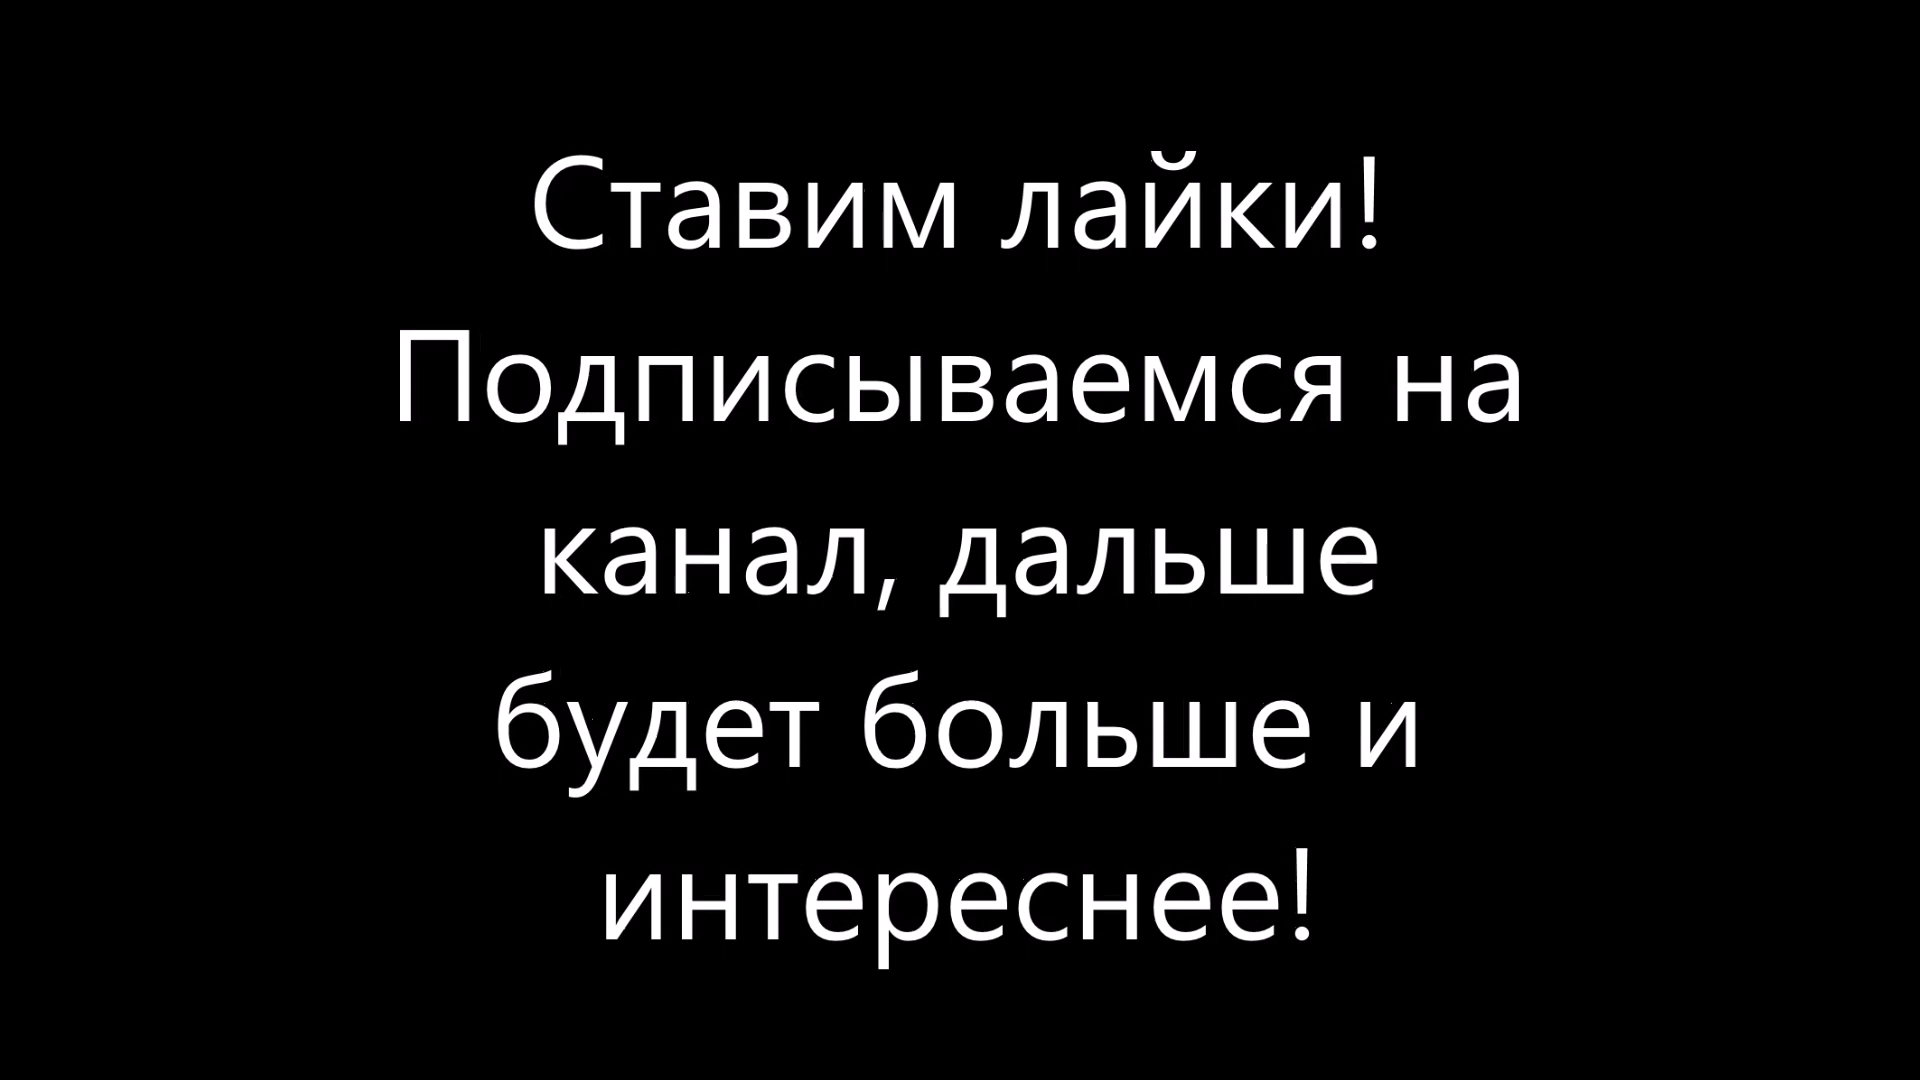 Ставим лайки!
Подписываемся на
канал, дальше
будет больше и
интереснее!